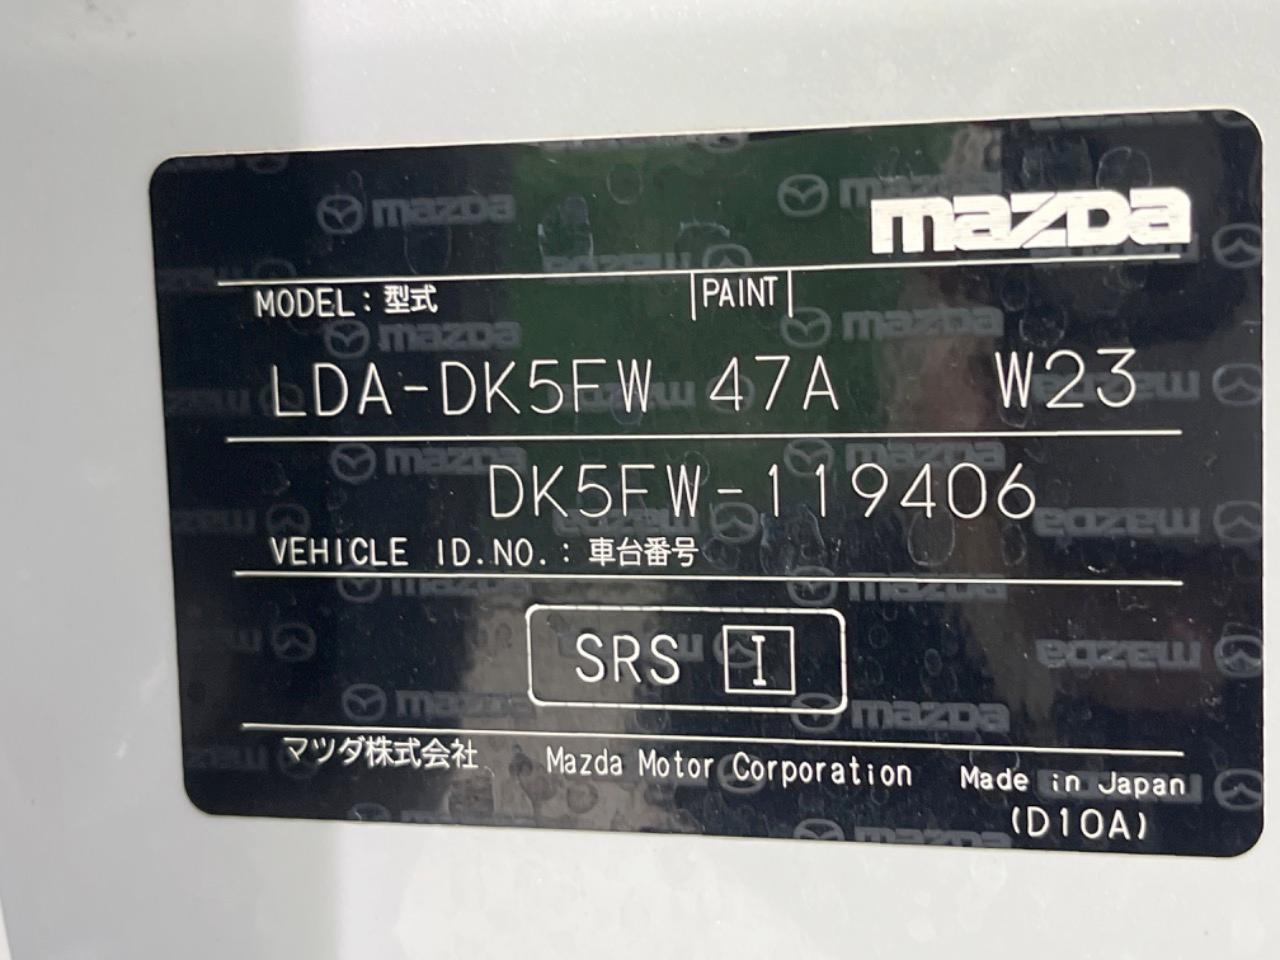 mazda
MODEL : 型式 PAINT
LDA-DK5FW 47A W23
DK5FW-119406
VEHICLE ID.NO. : 車台番号
SRS I
マツダ株式会社 Mazda Motor Corporation Made in Japan
(D10A)